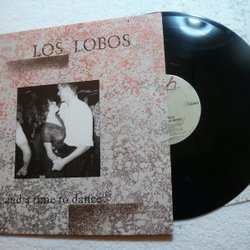 LOS LOBOS
...and a time to dance